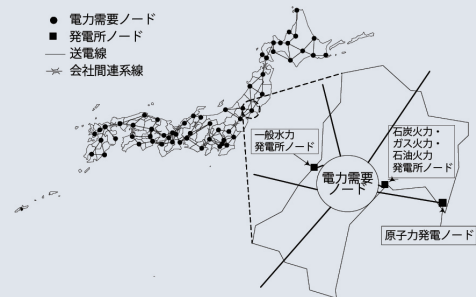 電力需要ノード
発電所ノード
送電線
会社間連系線
一般水力
発電所ノード
石炭火力・
ガス火力・
石油火力
発電所ノード
電力需要
ノード
原子力発電ノード